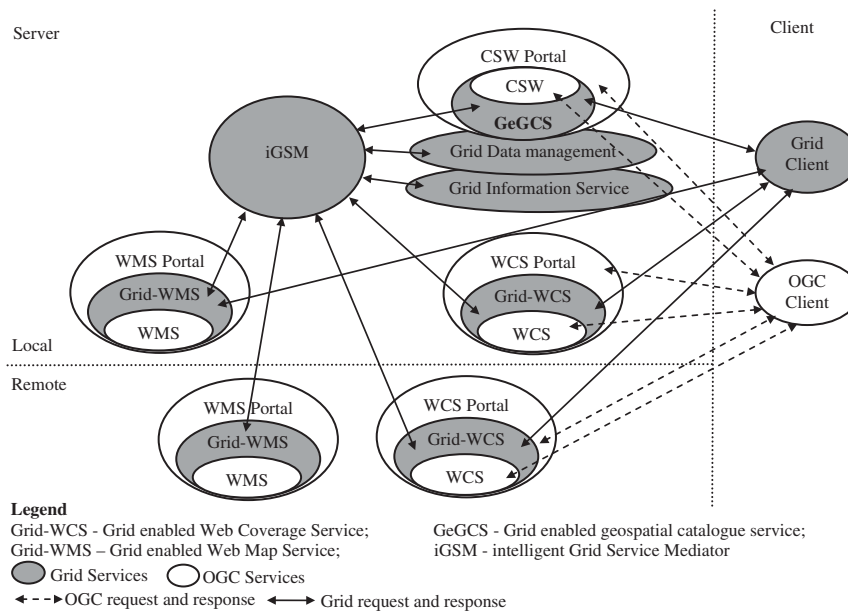 Server
Client
CSW Portal
CSW
GeGCS
iGSM
Grid Data management
Grid Information Service
Grid
Client
WMS Portal
Grid-WMS
WMS
WCS Portal
Grid-WCS
WCS
OGC
Client
Local
Remote
WMS Portal
Grid-WMS
WMS
WCS Portal
Grid-WCS
WCS
Legend
Grid-WCS - Grid enabled Web Coverage Service;
GeGCS - Grid enabled geospatial catalogue service;
Grid-WMS – Grid enabled Web Map Service;
iGSM - intelligent Grid Service Mediator
Grid Services
OGC Services
OGC request and response
Grid request and response